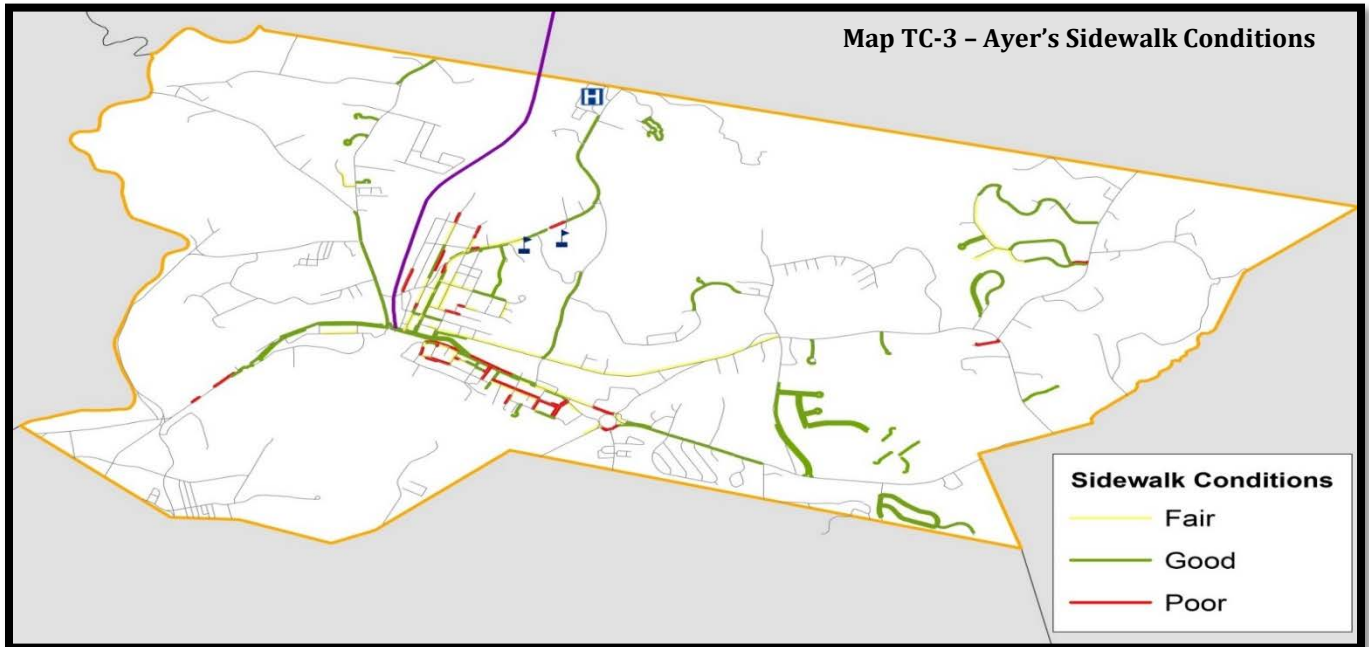 Map TC-3 – Ayer's Sidewalk Conditions
H
Sidewalk Conditions
Fair
Good
Poor